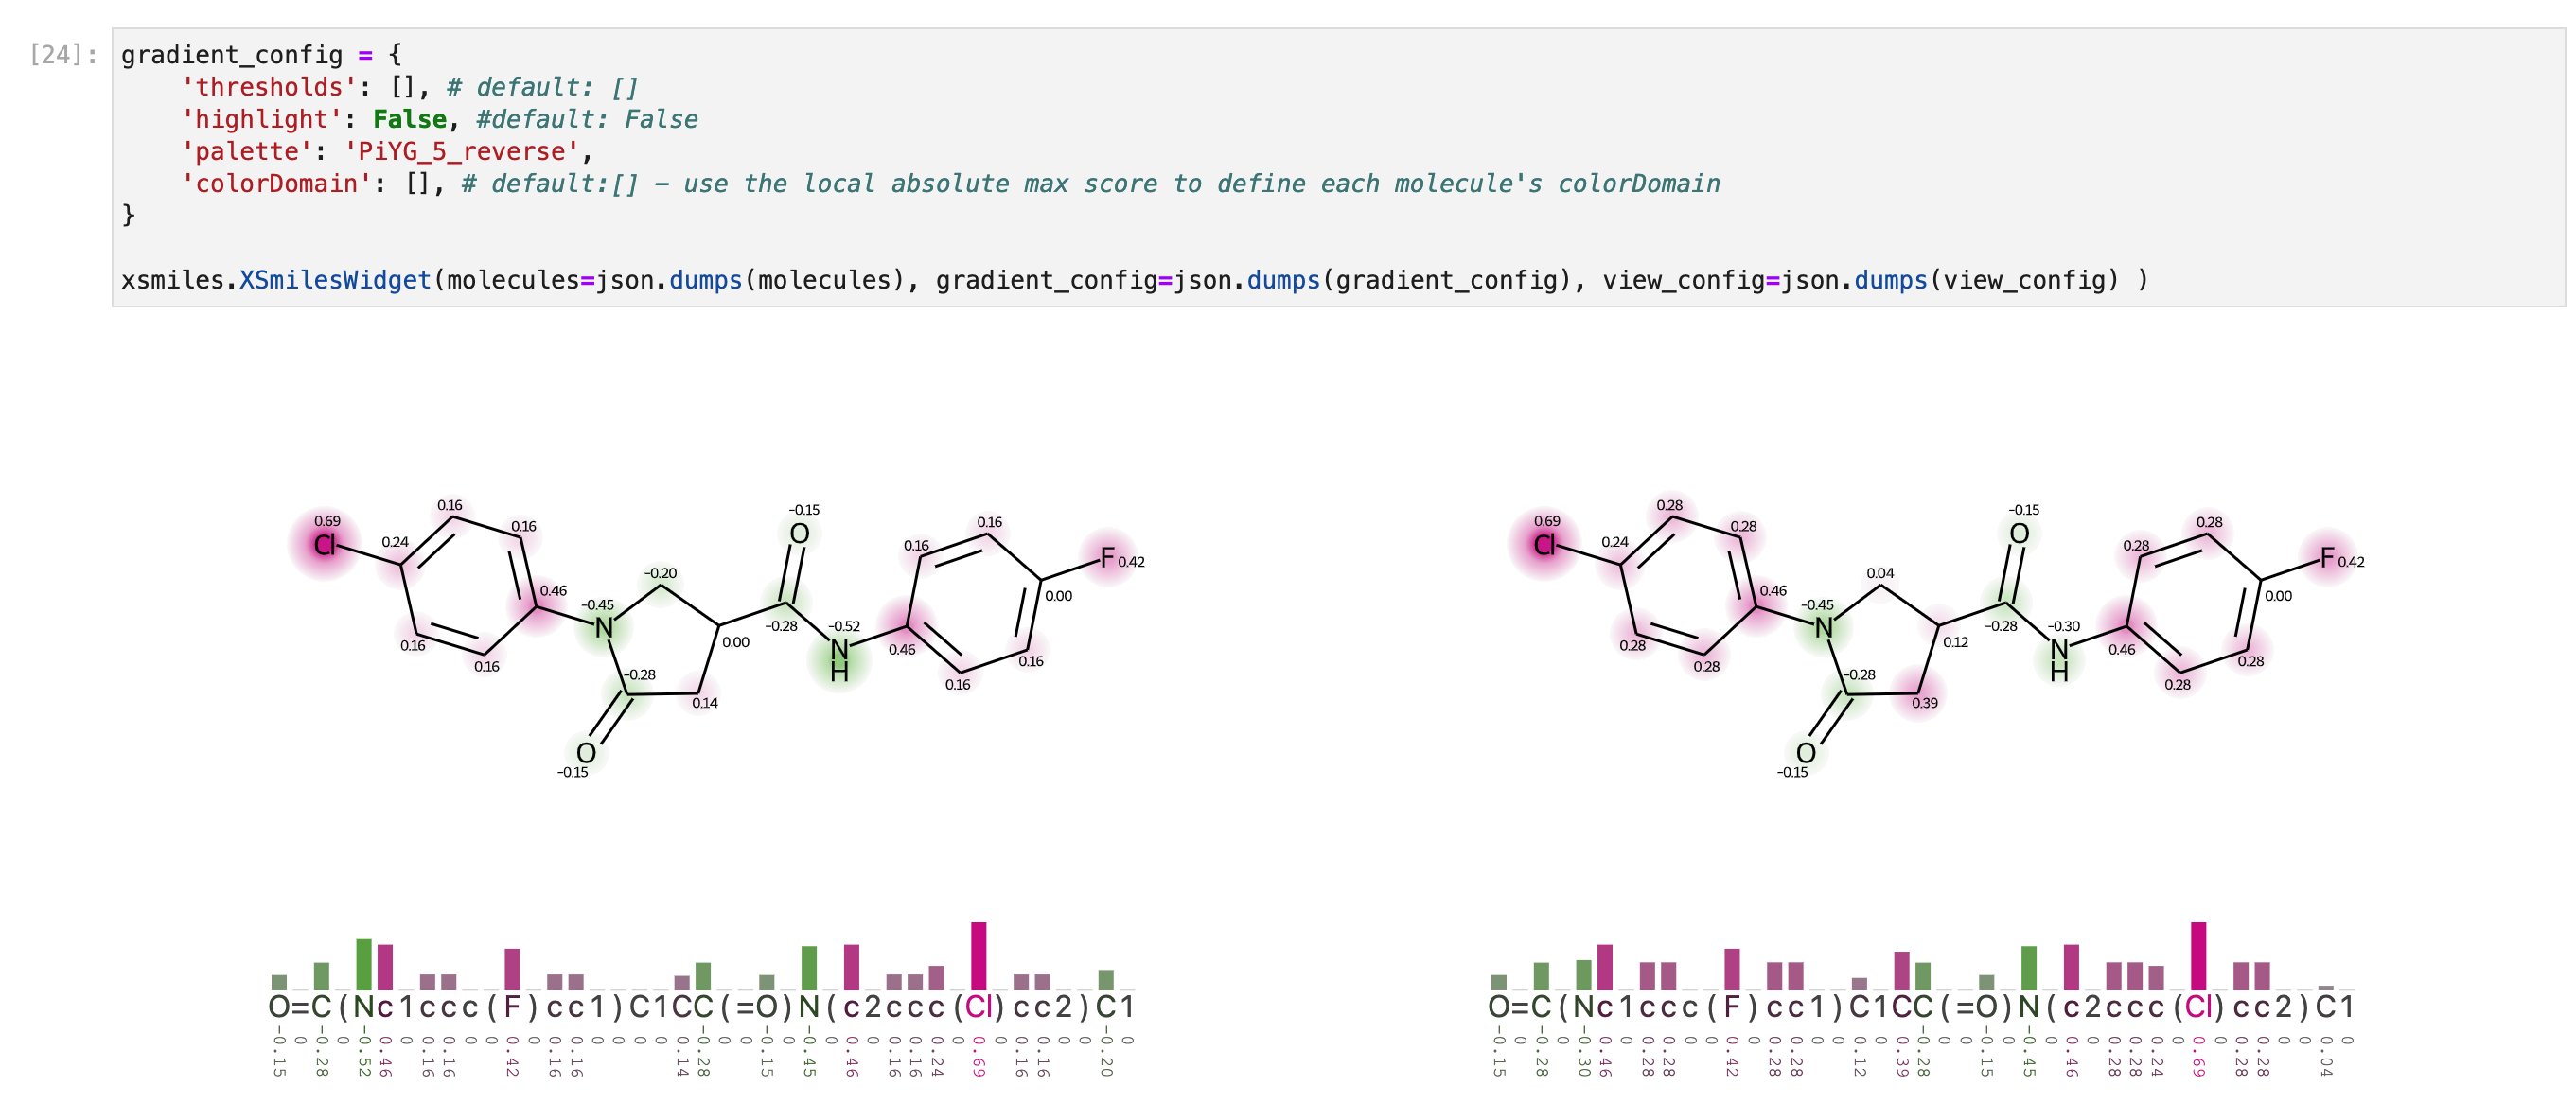 [24]:
gradient_config = {
    'thresholds': [], # default: []
    'highlight': False, #default: False
    'palette': 'PiYG_5_reverse',
    'colorDomain': [], # default:[] – use the local absolute max score to define each molecule's colorDomain
}
xsmiles.XSmilesWidget(molecules=json.dumps(molecules), gradient_config=json.dumps(gradient_config), view_config=json.dumps(view_config) )
0.16
0.69
Cl
0.24
0.16
0.46
0.16
0.16
−0.45
N
−0.20
−0.15
O
−0.28
−0.52
N
H
0.00
−0.28
0.14
O
−0.15
0.16
0.16
F
0.42
0.00
0.46
0.16
0.16
0.28
0.69
Cl
0.24
0.28
0.46
0.28
0.28
−0.45
N
0.04
−0.15
O
−0.28
−0.30
N
H
0.12
−0.28
0.39
O
−0.15
0.28
0.28
F
0.42
0.00
0.46
0.28
0.28
O=C(Nc1ccc(F)cc1)C1CC(=O)N(c2ccc(Cl)cc2)C1
−0.15 0 −0.28 0 −0.52 0.46 0 0.16 0.16 0 0 0.42 0 0.16 0.16 0 0 0 0 0.14 −0.28 0 0 −0.15 0 −0.45 0 0.46 0 0.16 0.16 0.24 0 0.69 0 0.16 0.16 0 0 −0.20 0
O=C(Nc1ccc(F)cc1)C1CC(=O)N(c2ccc(Cl)cc2)C1
−0.15 0 −0.28 0 −0.30 0.46 0 0.28 0.28 0 0 0.42 0 0.28 0.28 0 0 0.12 0 0.39 −0.28 0 0 −0.15 0 −0.45 0 0.46 0 0.28 0.28 0.24 0 0.69 0 0.28 0.28 0 0 0.04 0